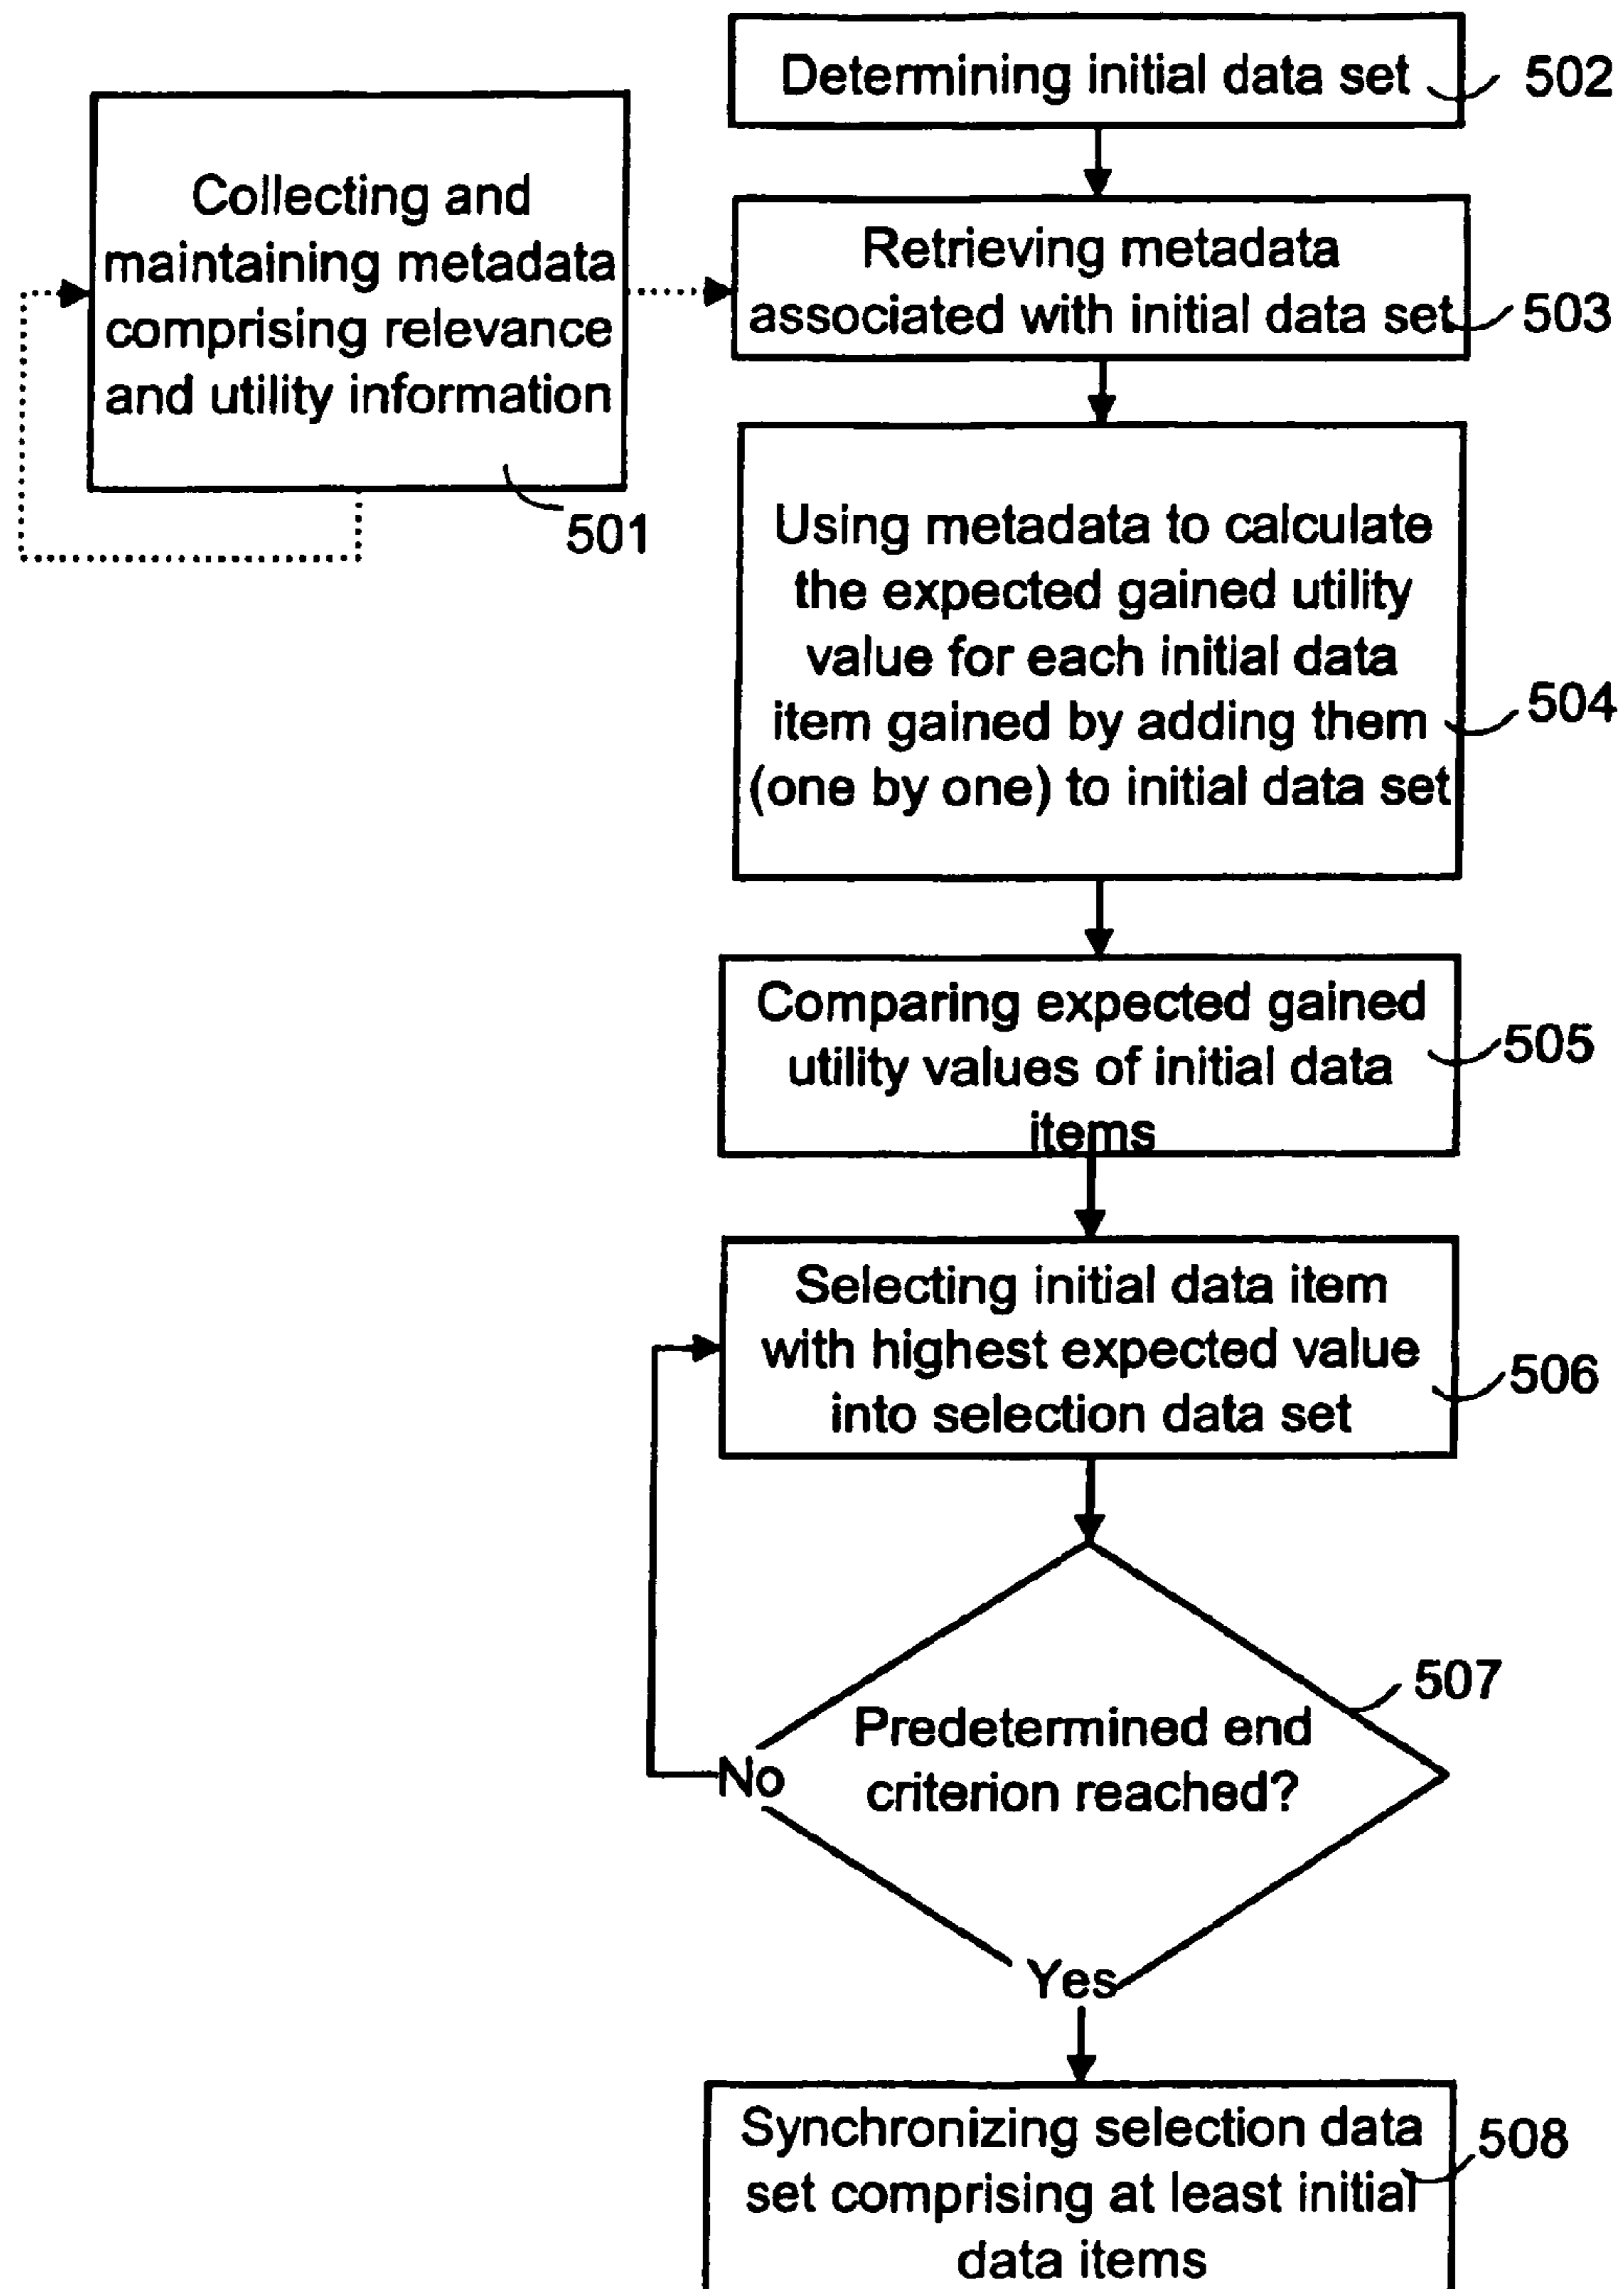 Determining initial data set
502
Collecting and
maintaining metadata
comprising relevance
and utility information
501
Retrieving metadata
associated with initial data set
503
Using metadata to calculate
the expected gained utility
value for each initial data
item gained by adding them
(one by one) to initial data set
504
Comparing expected gained
utility values of initial data
items
505
Selecting initial data item
with highest expected value
into selection data set
506
507
Predetermined end
criterion reached?
No
Yes
Synchronizing selection data
set comprising at least initial
data items
508